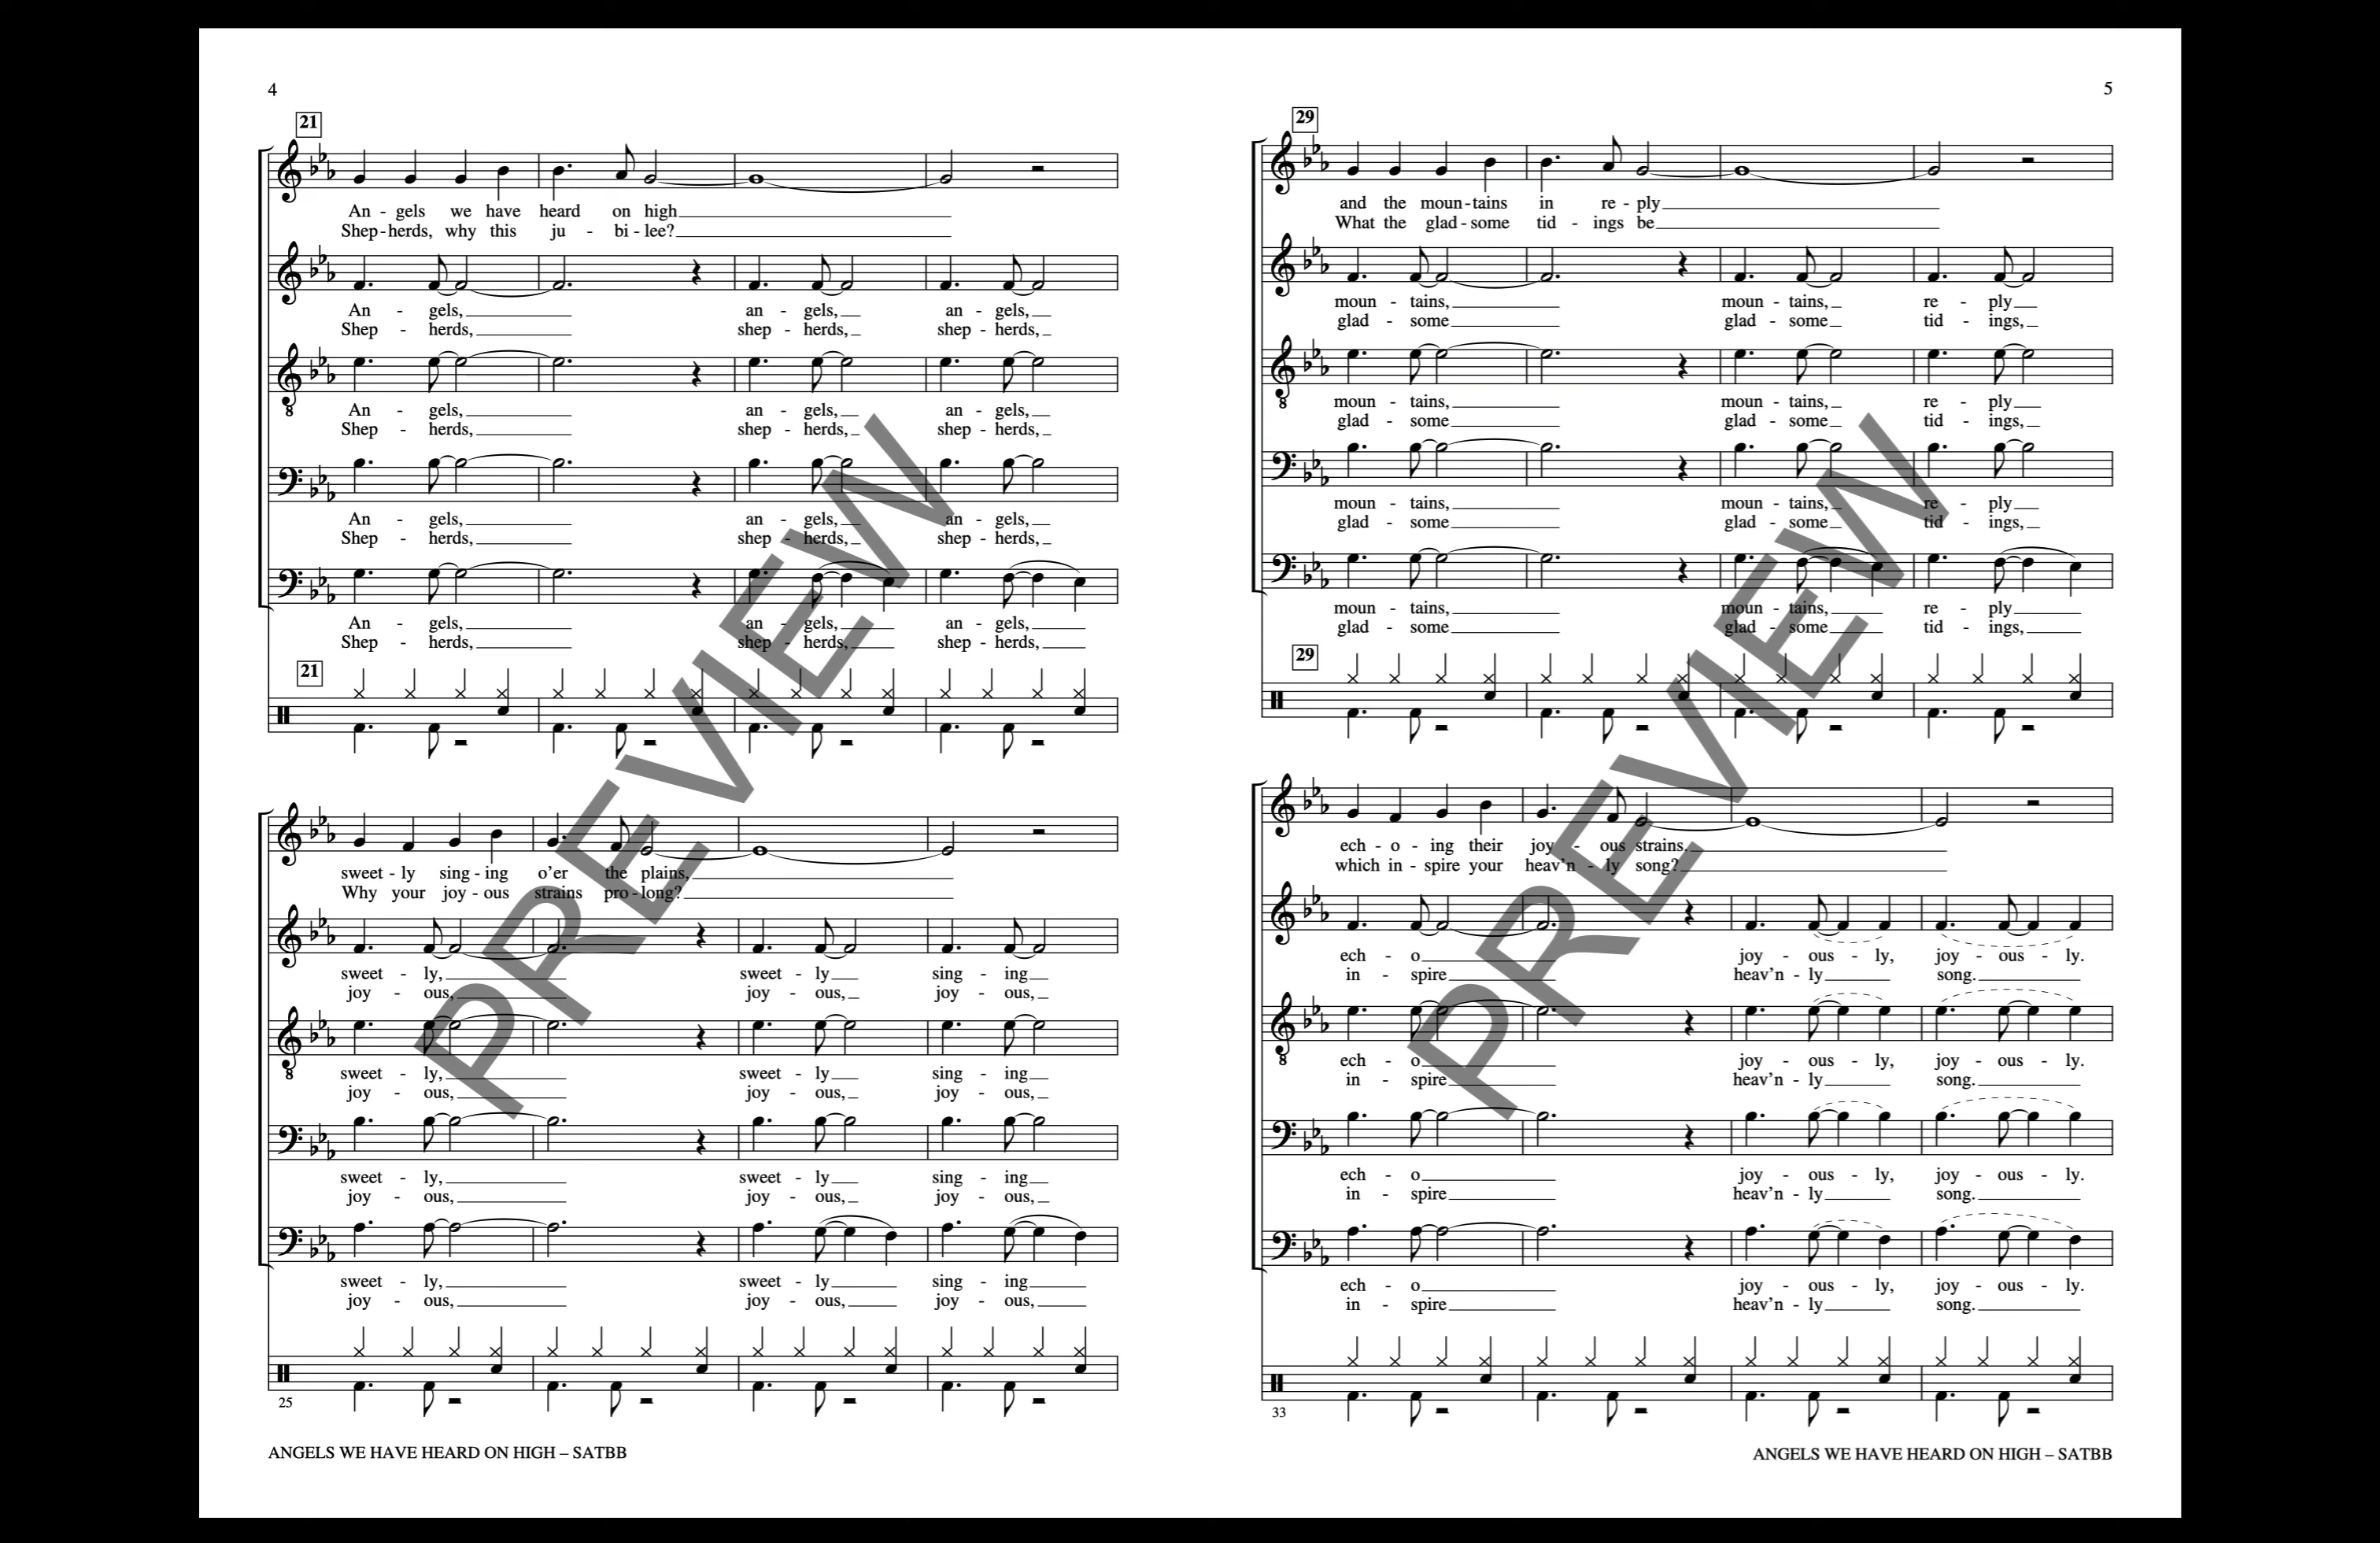 4
21
An - gels we have heard on high
Shep - herds, why this ju - bi - lee?
An - gels, an - gels, an - gels,
Shep - herds, shep - herds, shep - herds,
8
An - gels, an - gels, an - gels,
Shep - herds, shep - herds, shep - herds,
An - gels, an - gels, an - gels,
Shep - herds, shep - herds, shep - herds,
An - gels, an - gels, an - gels,
Shep - herds, shep - herds, shep - herds,
21
sweet - ly sing - ing o'er the plains,
Why your joy - ous strains pro - long?
sweet - ly, sweet - ly sing - ing
joy - ous, joy - ous, joy - ous,
8
sweet - ly, sweet - ly sing - ing
joy - ous, joy - ous, joy - ous,
sweet - ly, sweet - ly sing - ing
joy - ous, joy - ous, joy - ous,
sweet - ly, sweet - ly sing - ing
joy - ous, joy - ous, joy - ous,
25
ANGELS WE HAVE HEARD ON HIGH – SATBB
PREVIEW
5
29
and the moun - tains in re - ply
What the glad - some tid - ings be
moun - tains, moun - tains, re - ply
glad - some glad - some tid - ings,
8
moun - tains, moun - tains, re - ply
glad - some glad - some tid - ings,
moun - tains, moun - tains, re - ply
glad - some glad - some tid - ings,
moun - tains, moun - tains, re - ply
glad - some glad - some tid - ings,
29
ech - o - ing their joy - ous strains.
which in - spire your heav'n - ly song?
ech - o joy - ous - ly, joy - ous - ly.
in - spire heav'n - ly song.
8
ech - o joy - ous - ly, joy - ous - ly.
in - spire heav'n - ly song.
ech - o joy - ous - ly, joy - ous - ly.
in - spire heav'n - ly song.
ech - o joy - ous - ly, joy - ous - ly.
in - spire heav'n - ly song.
33
ANGELS WE HAVE HEARD ON HIGH – SATBB
PREVIEW